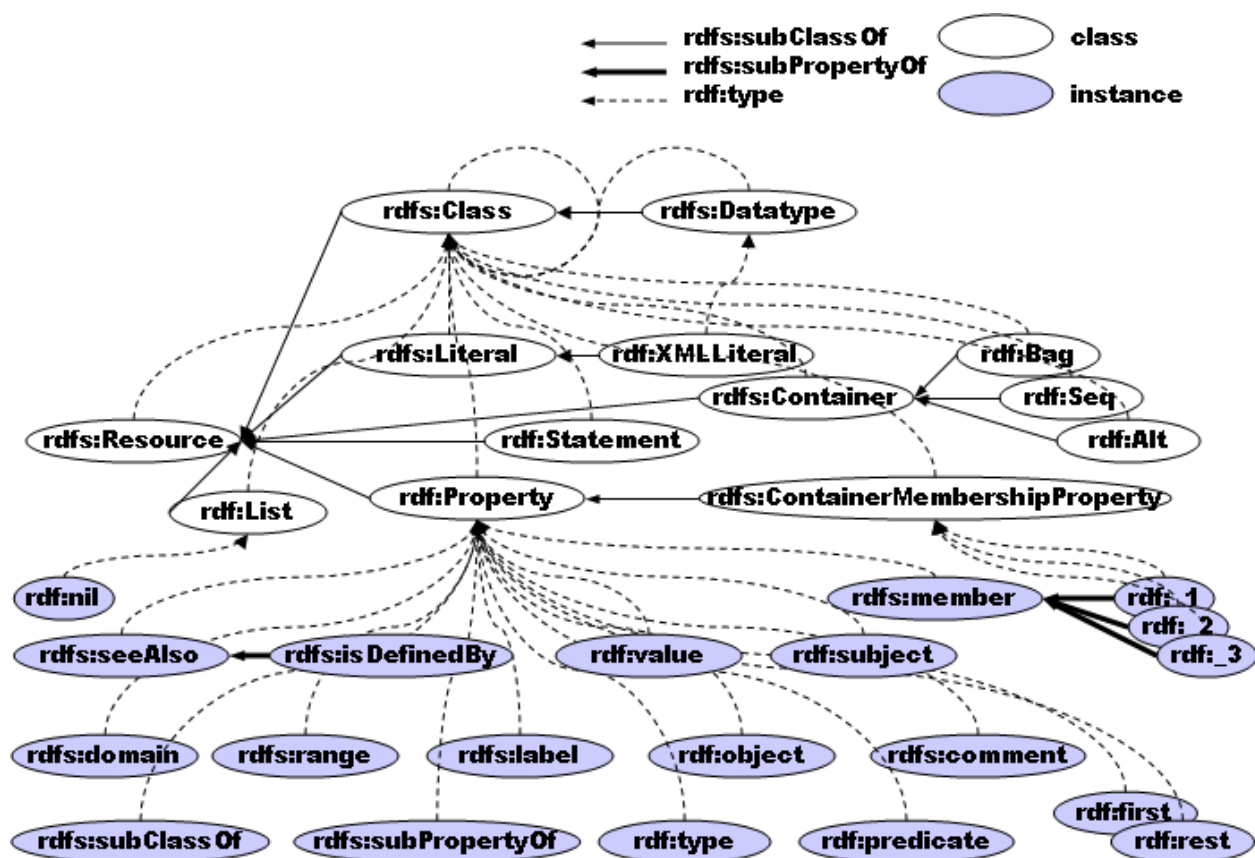 rdfs:subClassOf
class
rdfs:subPropertyOf
rdf:type
instance
rdfs:Class
rdfs:Datatype
rdfs:Literal
rdf:XMLLiteral
rdf:Bag
rdfs:Container
rdf:Seq
rdfs:Resource
rdf:Statement
rdf:Alt
rdf:List
rdf:Property
rdfs:ContainerMembershipProperty
rdf:nil
rdfs:member
rdf:_1
rdf:_2
rdf:_3
rdfs:seeAlso
rdfs:isDefinedBy
rdf:value
rdf:subject
rdfs:domain
rdfs:range
rdfs:label
rdf:object
rdfs:comment
rdf:first
rdfs:subClassOf
rdfs:subPropertyOf
rdf:type
rdf:predicate
rdf:rest